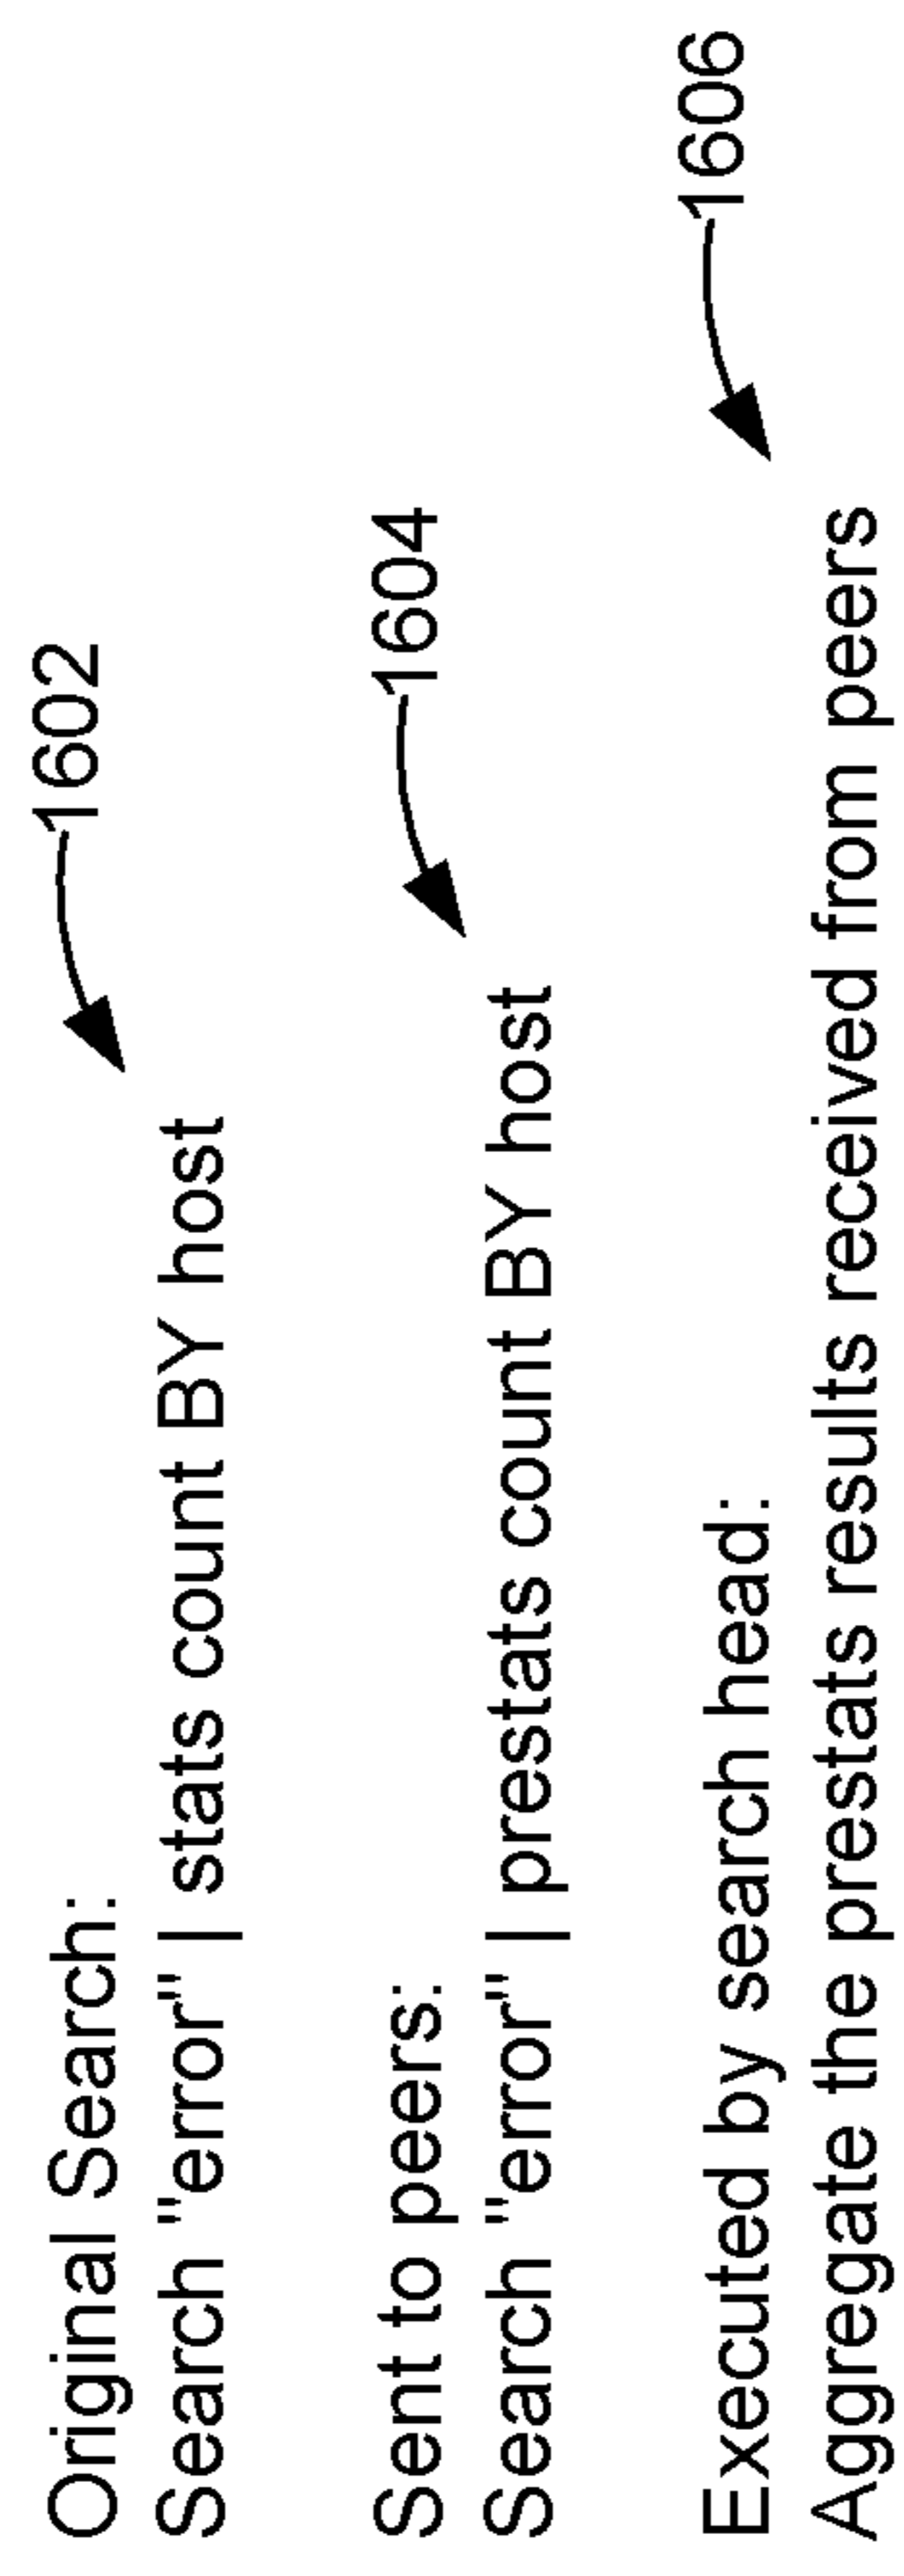 Original Search:
1602
Search "error" | stats count BY host
Sent to peers:
1604
Search "error" | prestats count BY host
Executed by search head:
1606
Aggregate the prestats results received from peers